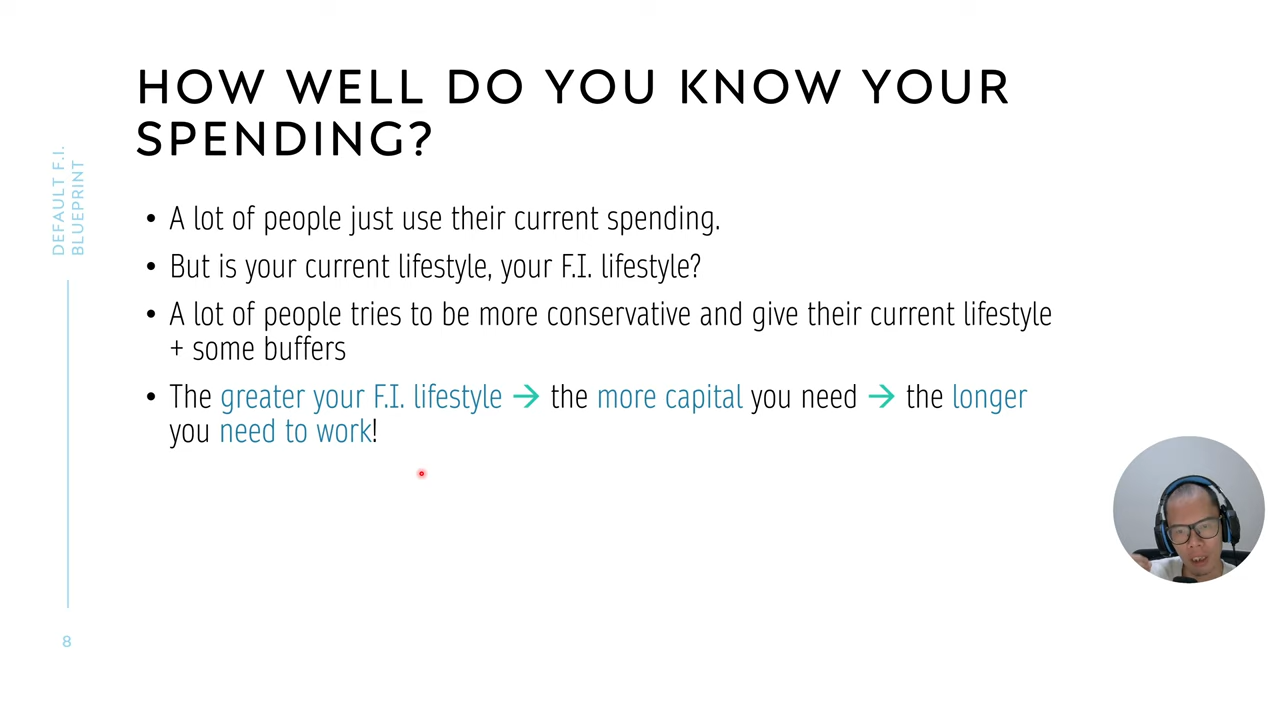 HOW WELL DO YOU KNOW YOUR
SPENDING?
DEFAULT F.I.
BLUEPRINT
• A lot of people just use their current spending.
• But is your current lifestyle, your F.I. lifestyle?
• A lot of people tries to be more conservative and give their current lifestyle
+ some buffers
• The greater your F.I. lifestyle → the more capital you need → the longer
you need to work!
8